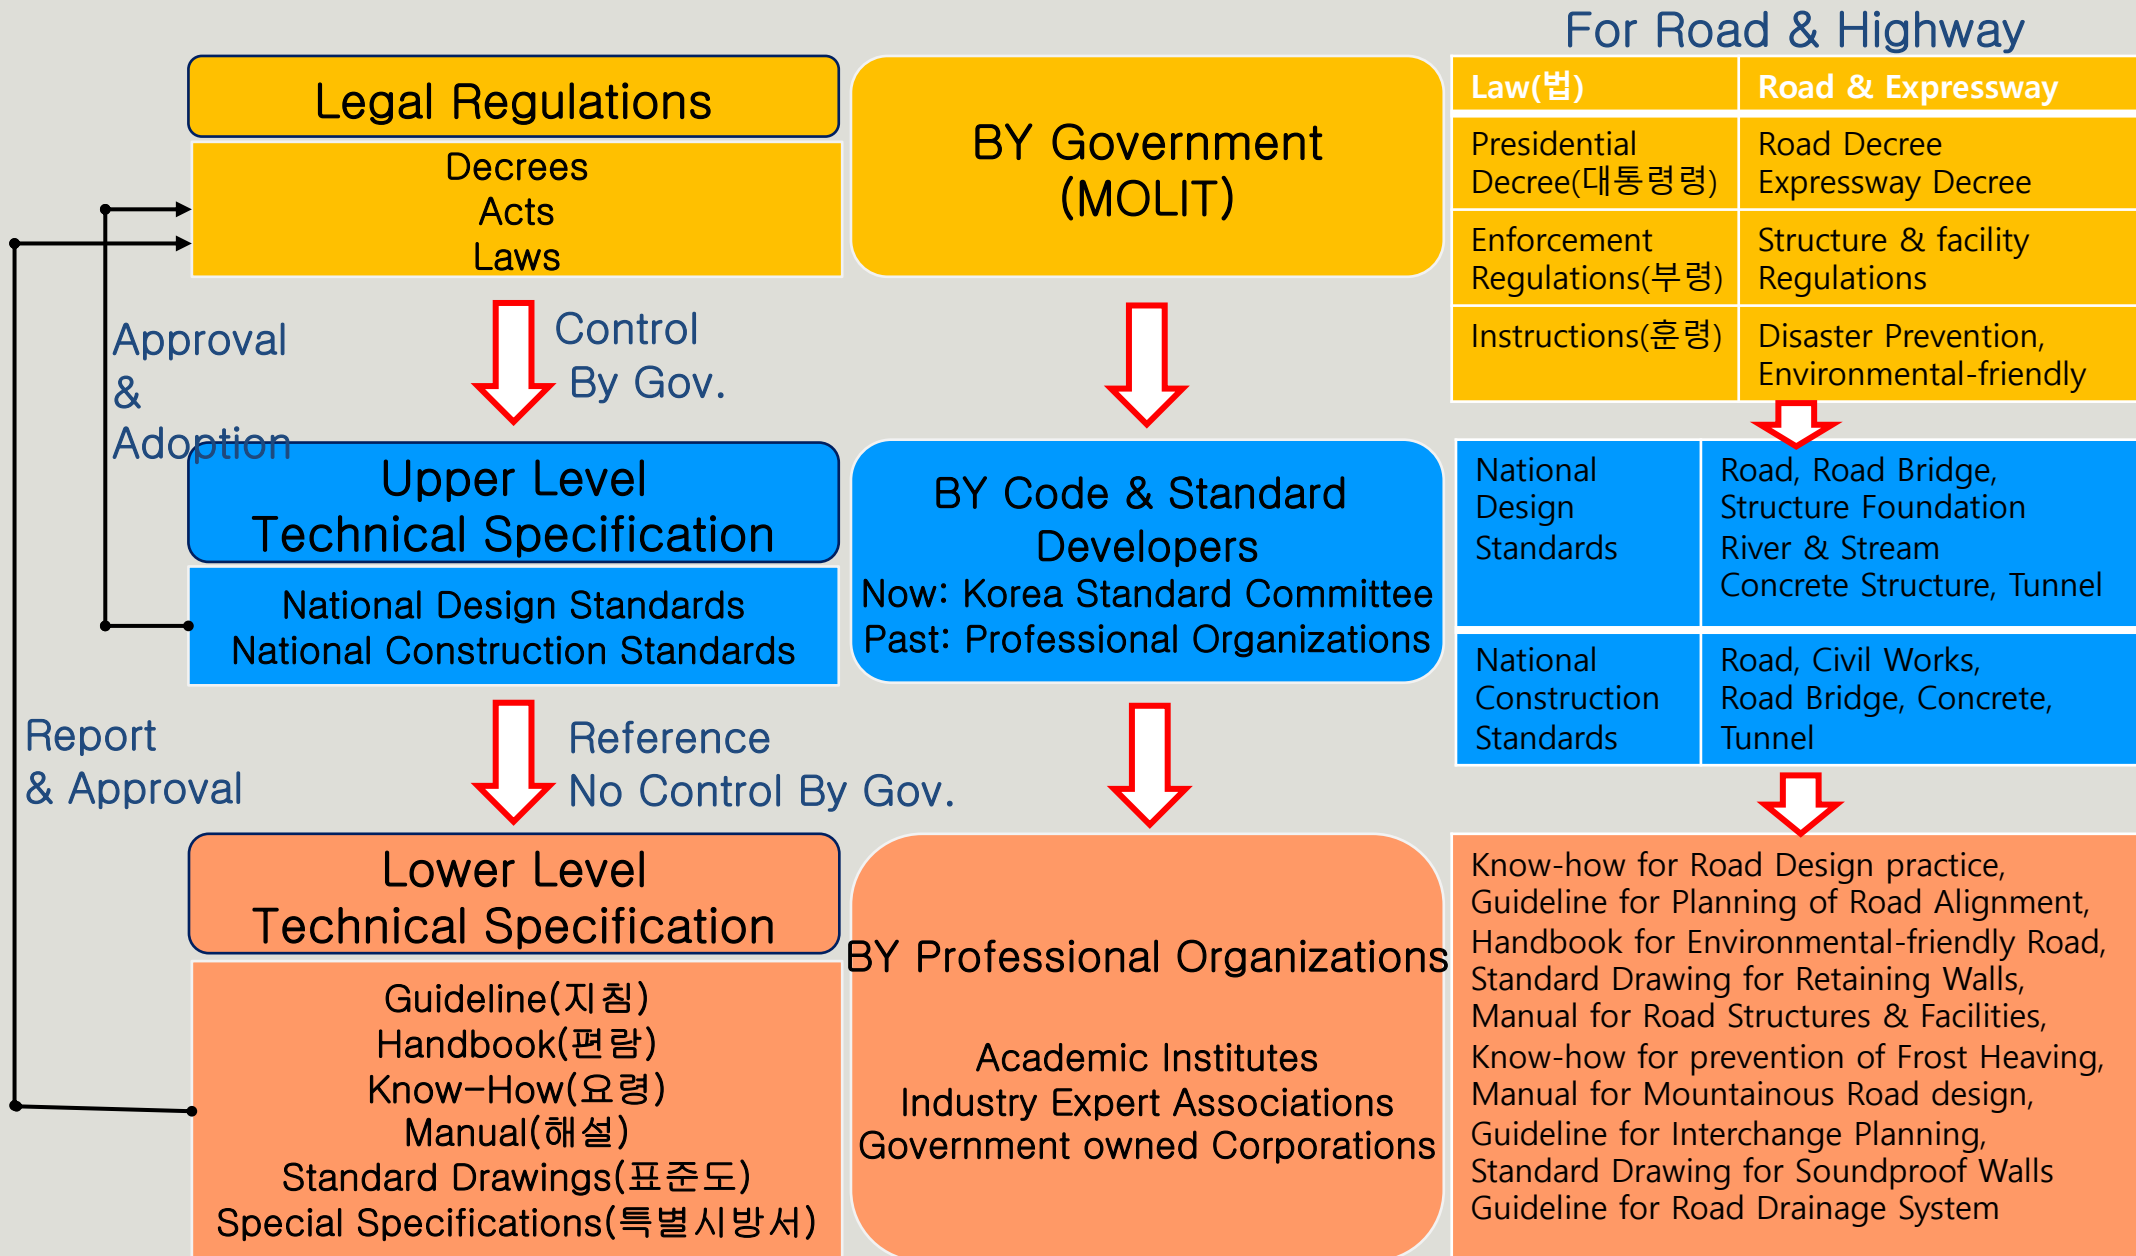 For Road & Highway
Legal Regulations
Decrees
Acts
Laws
BY Government
(MOLIT)
Law(법)
Road & Expressway
Presidential
Decree(대통령령)
Road Decree
Expressway Decree
Enforcement
Regulations(부령)
Structure & facility
Regulations
Instructions(훈령)
Disaster Prevention,
Environmental-friendly
Approval
&
Adoption
Control
By Gov.
Upper Level
Technical Specification
National Design Standards
National Construction Standards
BY Code & Standard
Developers
Now: Korea Standard Committee
Past: Professional Organizations
National
Design
Standards
Road, Road Bridge,
Structure Foundation
River & Stream
Concrete Structure, Tunnel
National
Construction
Standards
Road, Civil Works,
Road Bridge, Concrete,
Tunnel
Report
& Approval
Reference
No Control By Gov.
Lower Level
Technical Specification
Guideline(지침)
Handbook(편람)
Know-How(요령)
Manual(해설)
Standard Drawings(표준도)
Special Specifications(특별시방서)
BY Professional Organizations
Academic Institutes
Industry Expert Associations
Government owned Corporations
Know-how for Road Design practice,
Guideline for Planning of Road Alignment,
Handbook for Environmental-friendly Road,
Standard Drawing for Retaining Walls,
Manual for Road Structures & Facilities,
Know-how for prevention of Frost Heaving,
Manual for Mountainous Road design,
Guideline for Interchange Planning,
Standard Drawing for Soundproof Walls
Guideline for Road Drainage System